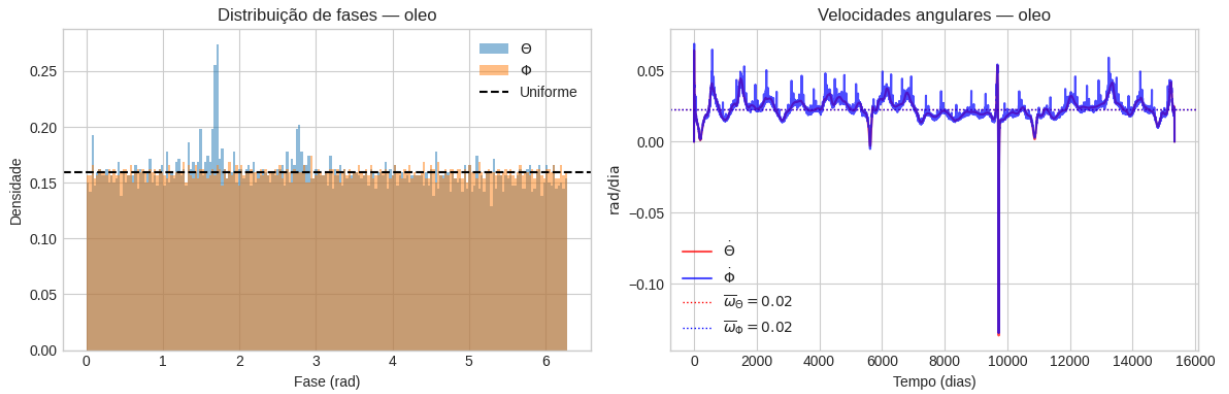 Distribuição de fases — oleo
Θ
Φ
Uniforme
Densidade
0.25
0.20
0.15
0.10
0.05
0.00
0 1 2 3 4 5 6
Fase (rad)
Velocidades angulares — oleo
rad/dia
0.05
0.00
−0.05
−0.10
Θ̇
Φ̇
ω̅_Θ = 0.02
ω̅_Φ = 0.02
0 2000 4000 6000 8000 10000 12000 14000 16000
Tempo (dias)